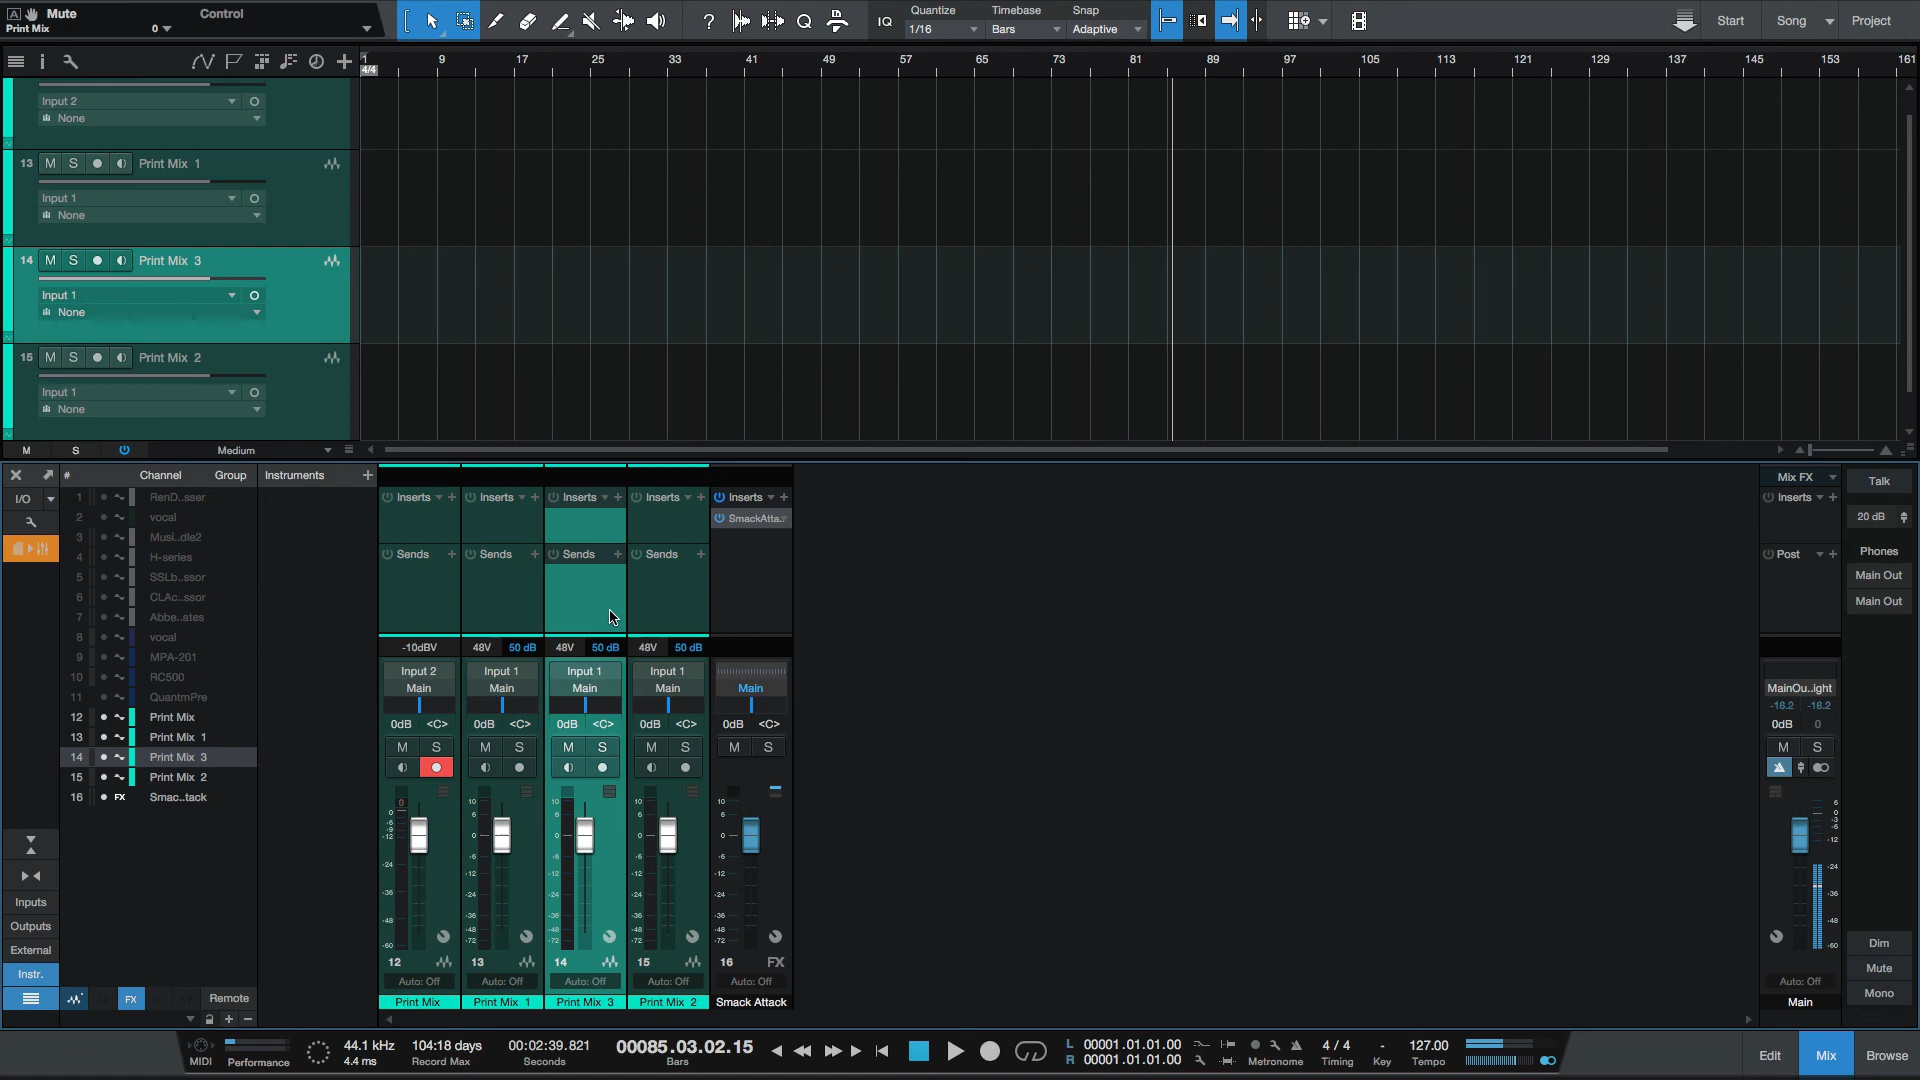 Mute Control
Print Mix 0
IQ Quantize Timebase Snap
1/16 Bars Adaptive
Start Song Project
1 9 17 25 33 41 49 57 65 73 81 89 97 105 113 121 129 137 145 153 161
4/4
Input 2
None
13 M S Print Mix 1
Input 1
None
14 M S Print Mix 3
Input 1
None
15 M S Print Mix 2
Input 1
None
M S Medium
# Channel Group Instruments
I/O
1 RenD..sser
2 vocal
3 Musi..dle2
4 H-series
5 SSLb..ssor
6 CLAc..ssor
7 Abbe..ates
8 vocal
9 MPA-201
10 RC500
11 QuantmPre
12 Print Mix
13 Print Mix 1
14 Print Mix 3
15 Print Mix 2
16 FX Smac..tack
Inputs
Outputs
External
Instr.
FX Remote
Inserts Inserts Inserts Inserts Inserts
SmackAtta..
Sends Sends Sends Sends
-10dBV 48V 50 dB 48V 50 dB 48V 50 dB
Input 2 Input 1 Input 1 Input 1
Main Main Main Main Main
0dB <C> 0dB <C> 0dB <C> 0dB <C> 0dB <C>
M S M S M S M S M S
12 13 14 15 16 FX
Auto: Off Auto: Off Auto: Off Auto: Off Auto: Off
Print Mix Print Mix 1 Print Mix 3 Print Mix 2 Smack Attack
Mix FX
Inserts
Post
MainOu..ight
-16.2 -16.2
0dB 0
M S
Auto: Off
Main
Talk
20 dB
Phones
Main Out
Main Out
Dim
Mute
Mono
MIDI Performance
44.1 kHz 104:18 days 00:02:39.821 00085.03.02.15
4.4 ms Record Max Seconds Bars
L 00001.01.01.00
R 00001.01.01.00
Metronome
4 / 4 - 127.00
Timing Key Tempo
Edit Mix Browse